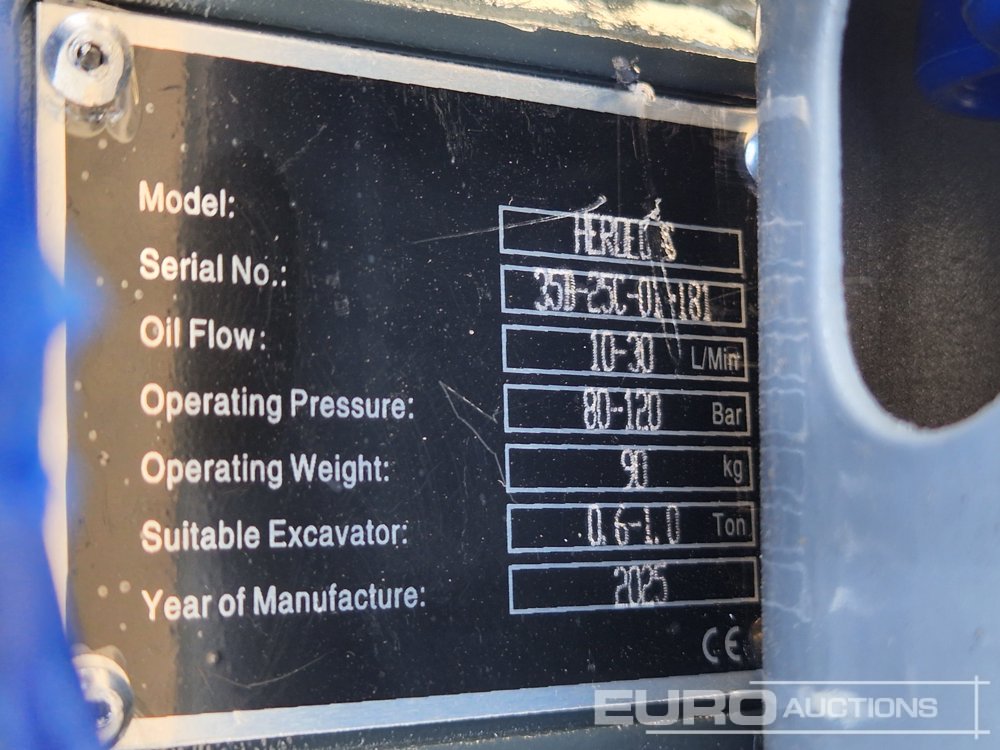 Model:
Serial No.:
Oil Flow: 10-30 L/Min
Operating Pressure: 80-120 Bar
Operating Weight: 90 kg
Suitable Excavator: 0.6-1.0 Ton
Year of Manufacture: 2025
CE
EURO AUCTIONS